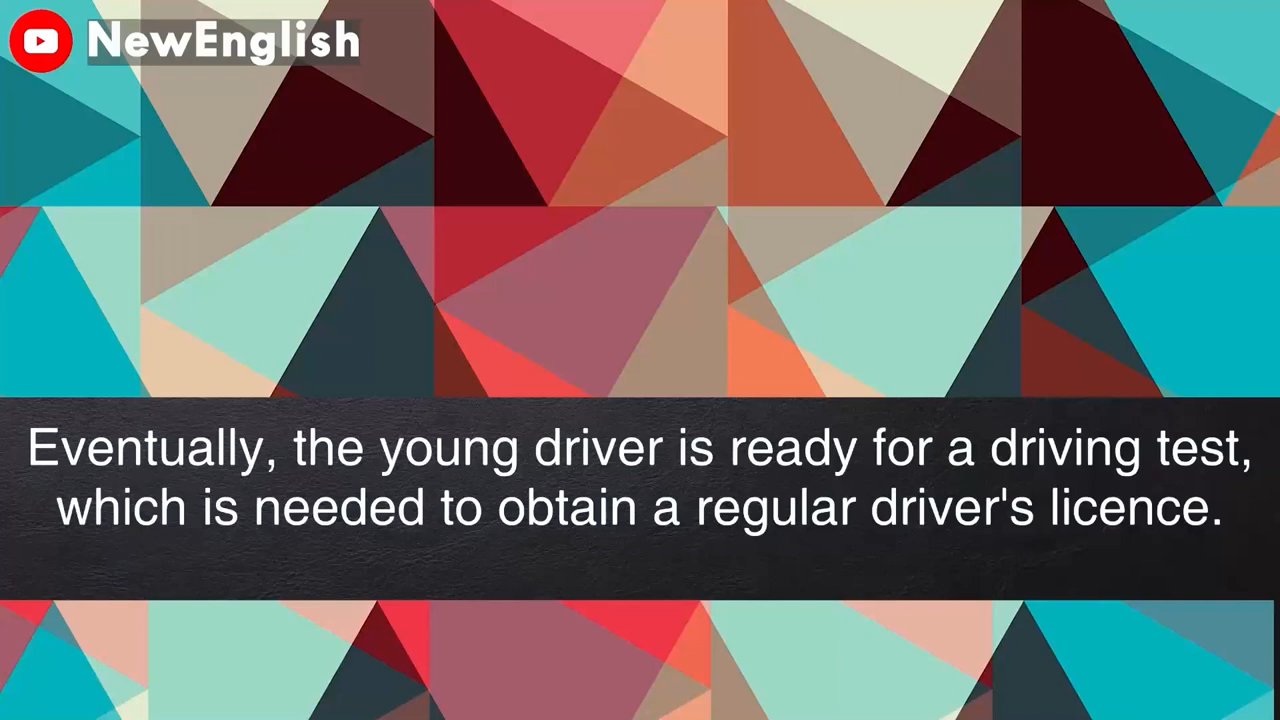 NewEnglish
Eventually, the young driver is ready for a driving test,
which is needed to obtain a regular driver's licence.